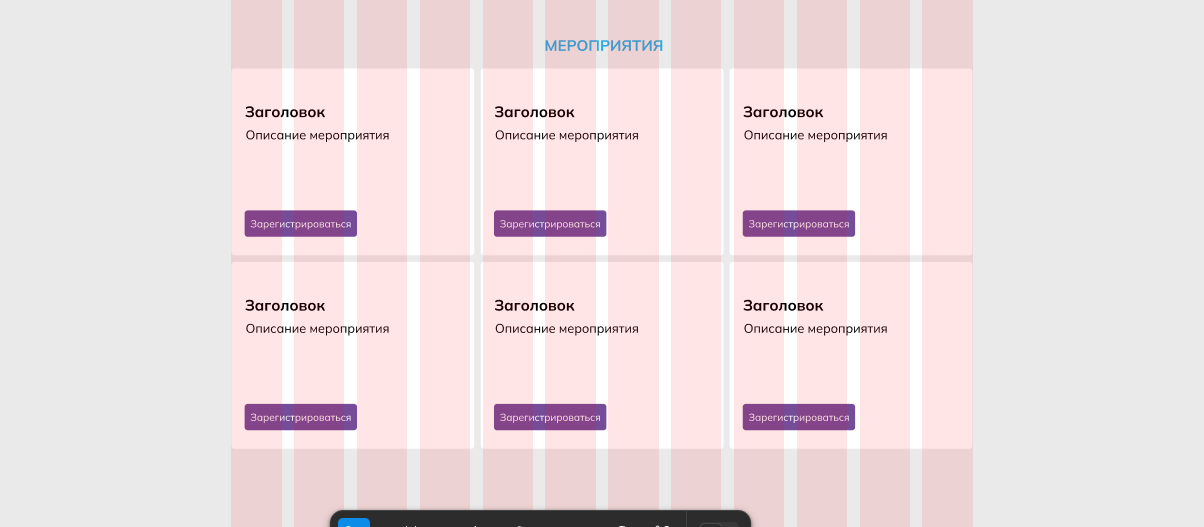 МЕРОПРИЯТИЯ
Заголовок
Описание мероприятия
Зарегистрироваться
Заголовок
Описание мероприятия
Зарегистрироваться
Заголовок
Описание мероприятия
Зарегистрироваться
Заголовок
Описание мероприятия
Зарегистрироваться
Заголовок
Описание мероприятия
Зарегистрироваться
Заголовок
Описание мероприятия
Зарегистрироваться